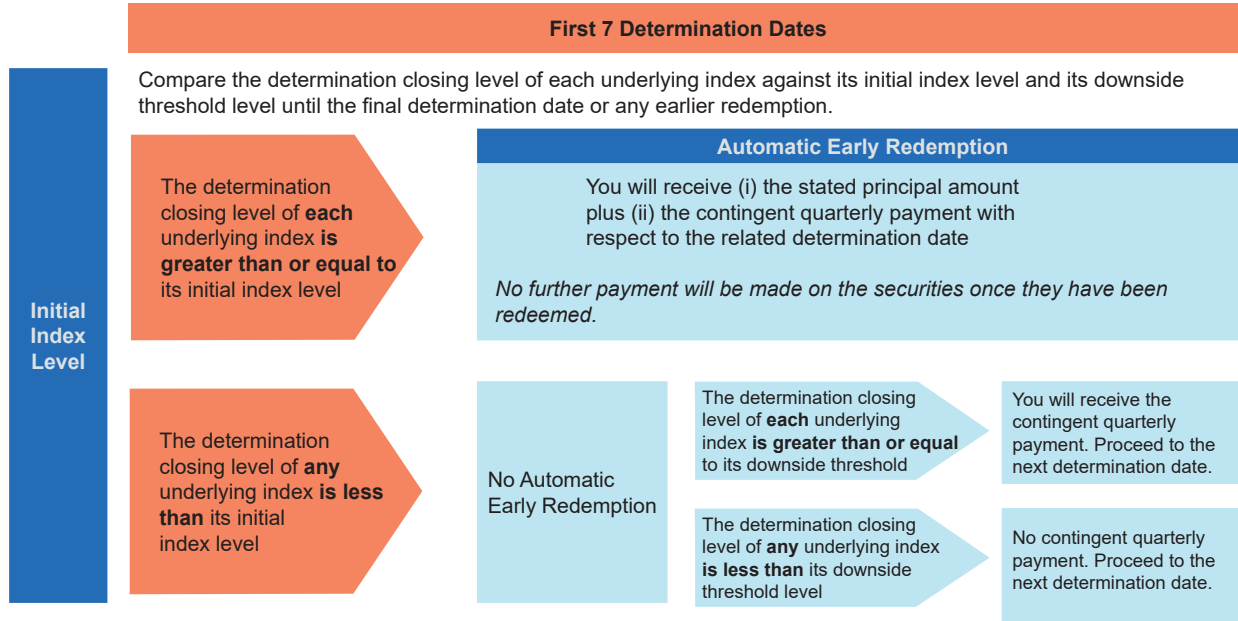 First 7 Determination Dates
Compare the determination closing level of each underlying index against its initial index level and its downside
threshold level until the final determination date or any earlier redemption.
Initial
Index
Level
The determination
closing level of each
underlying index is
greater than or equal to
its initial index level
Automatic Early Redemption
You will receive (i) the stated principal amount
plus (ii) the contingent quarterly payment with
respect to the related determination date
No further payment will be made on the securities once they have been
redeemed.
The determination
closing level of any
underlying index is less
than its initial
index level
No Automatic
Early Redemption
The determination closing
level of each underlying
index is greater than or equal
to its downside threshold
You will receive the
contingent quarterly
payment. Proceed to the
next determination date.
The determination closing
level of any underlying index
is less than its downside
threshold level
No contingent quarterly
payment. Proceed to the
next determination date.